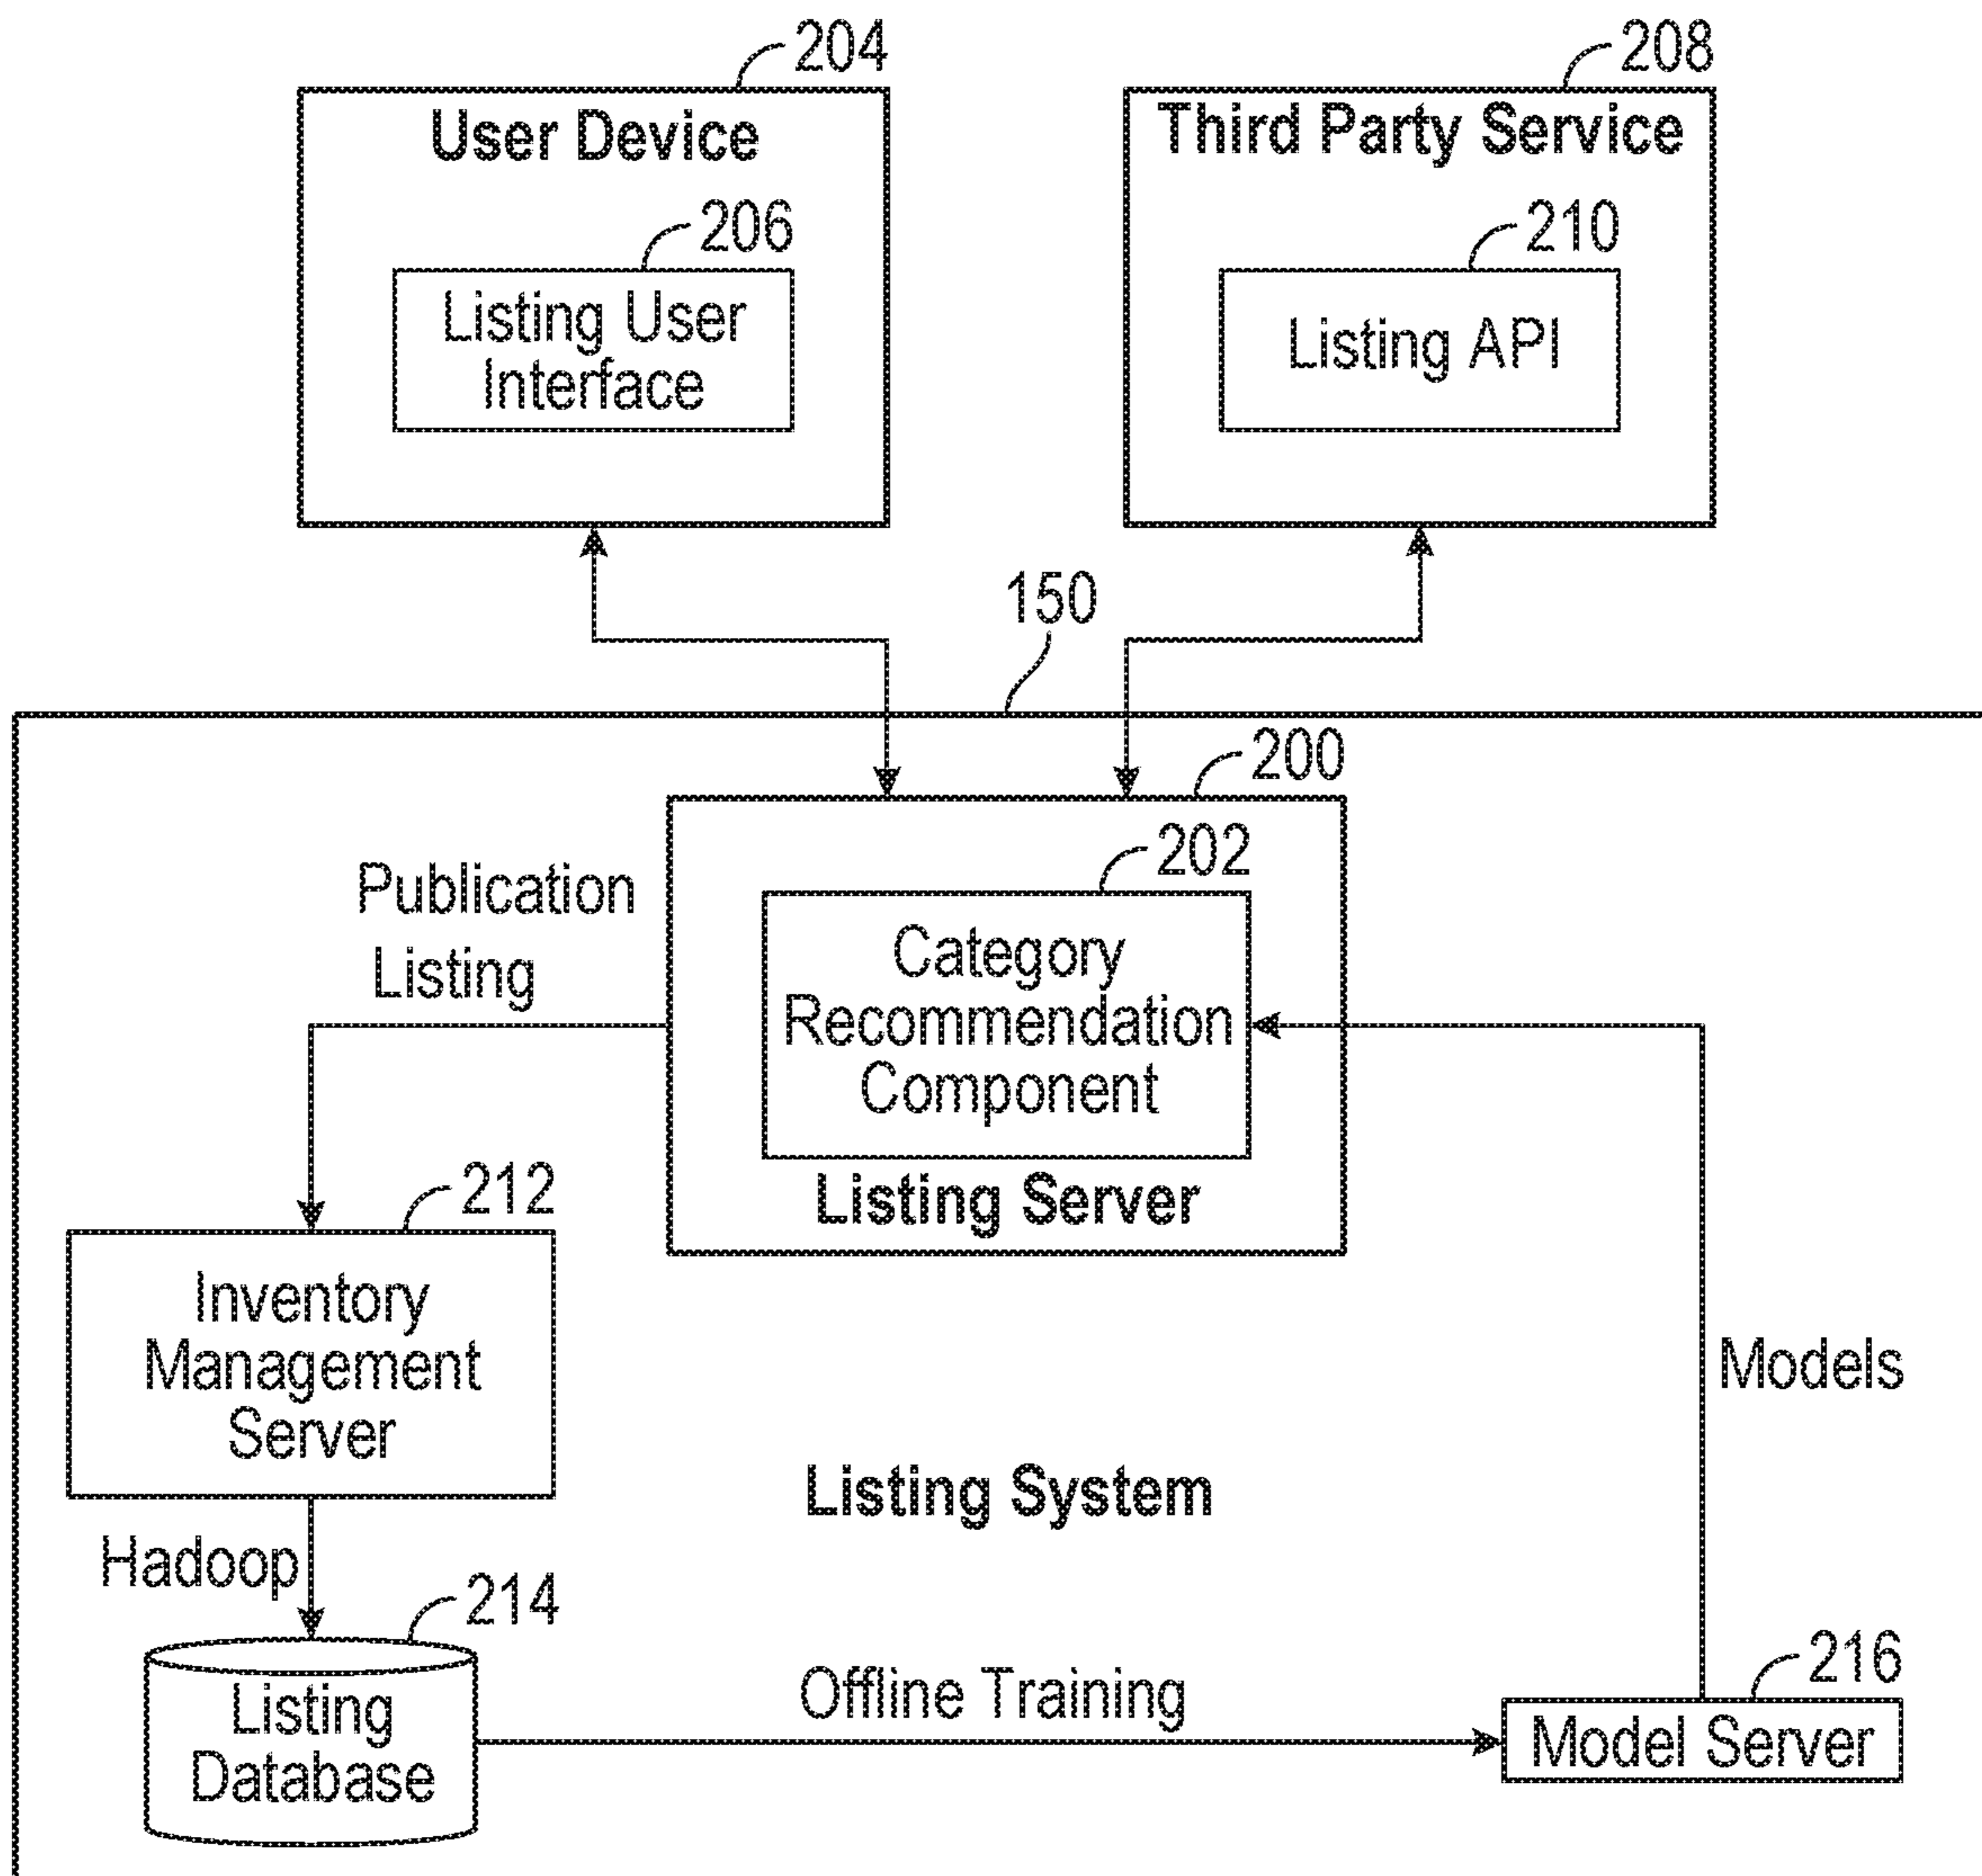 204
208
User Device
Third Party Service
206
210
Listing User
Interface
Listing API
150
200
202
Publication
Listing
Category
Recommendation
Component
Listing Server
212
Inventory
Management
Server
Models
Listing System
Hadoop
214
Listing
Database
Offline Training
216
Model Server